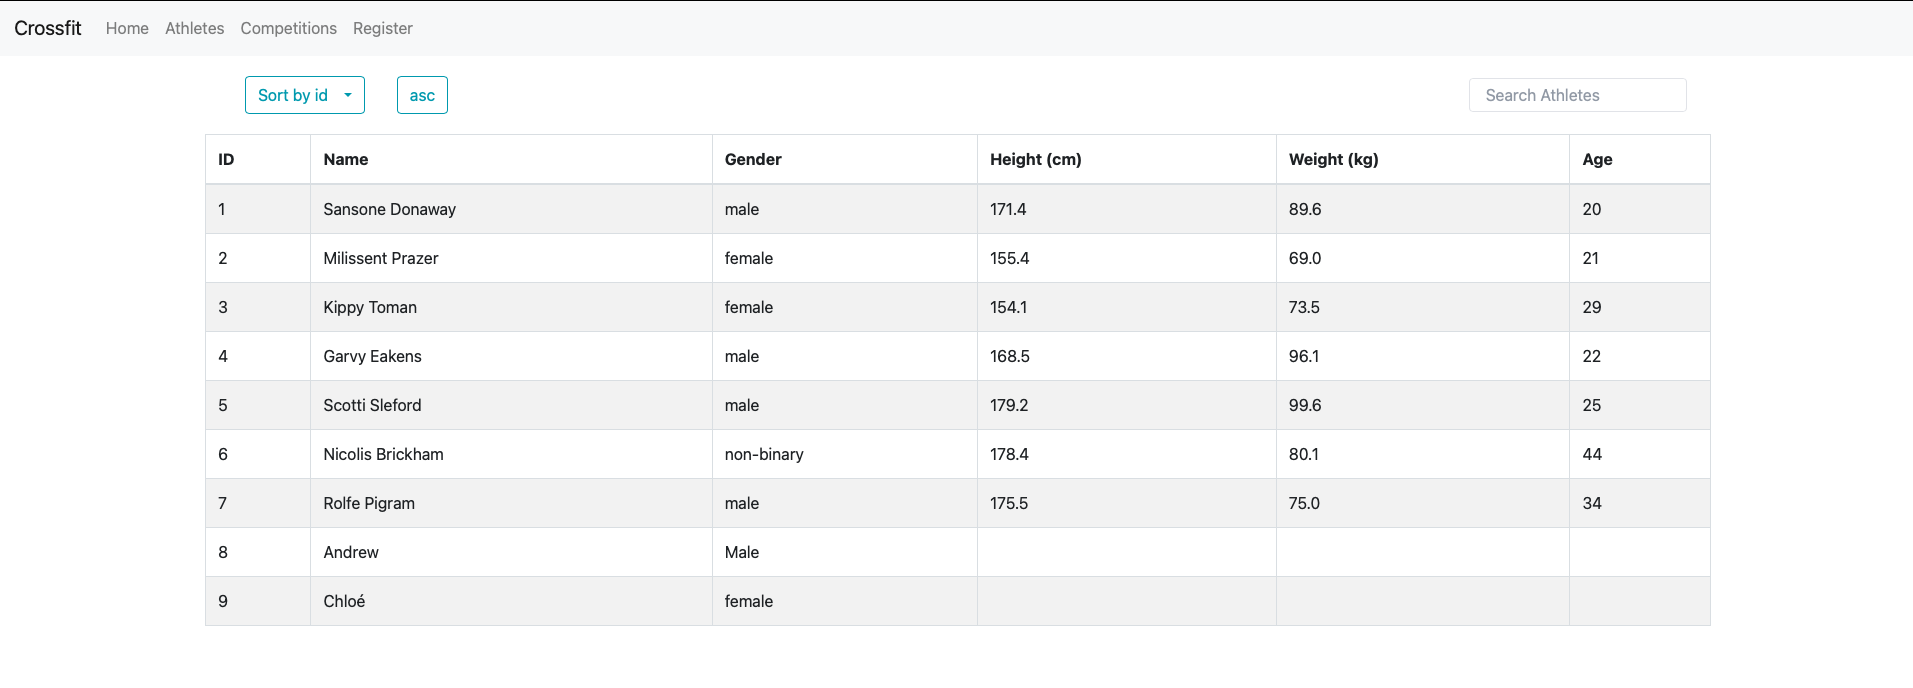 Crossfit Home Athletes Competitions Register
Sort by id asc Search Athletes
ID Name Gender Height (cm) Weight (kg) Age
1 Sansone Donaway male 171.4 89.6 20
2 Milissent Prazer female 155.4 69.0 21
3 Kippy Toman female 154.1 73.5 29
4 Garvy Eakens male 168.5 96.1 22
5 Scotti Sleford male 179.2 99.6 25
6 Nicolis Brickham non-binary 178.4 80.1 44
7 Rolfe Pigram male 175.5 75.0 34
8 Andrew Male
9 Chloé female